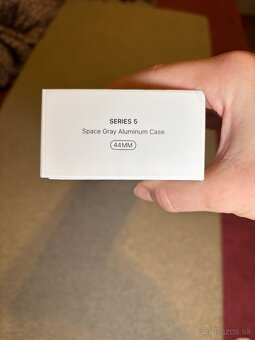 SERIES 5
Space Gray Aluminum Case
44MM
bazos.sk